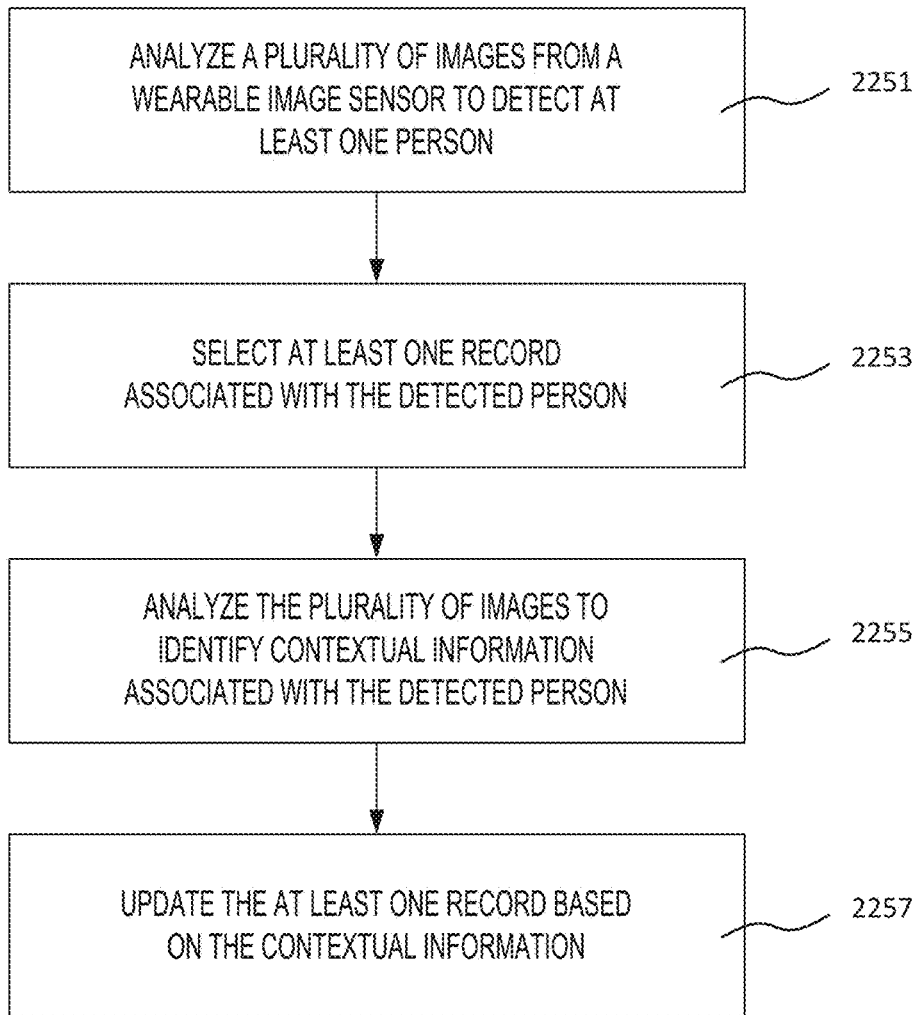 ANALYZE A PLURALITY OF IMAGES FROM A
WEARABLE IMAGE SENSOR TO DETECT AT
LEAST ONE PERSON
2251
SELECT AT LEAST ONE RECORD
ASSOCIATED WITH THE DETECTED PERSON
2253
ANALYZE THE PLURALITY OF IMAGES TO
IDENTIFY CONTEXTUAL INFORMATION
ASSOCIATED WITH THE DETECTED PERSON
2255
UPDATE THE AT LEAST ONE RECORD BASED
ON THE CONTEXTUAL INFORMATION
2257